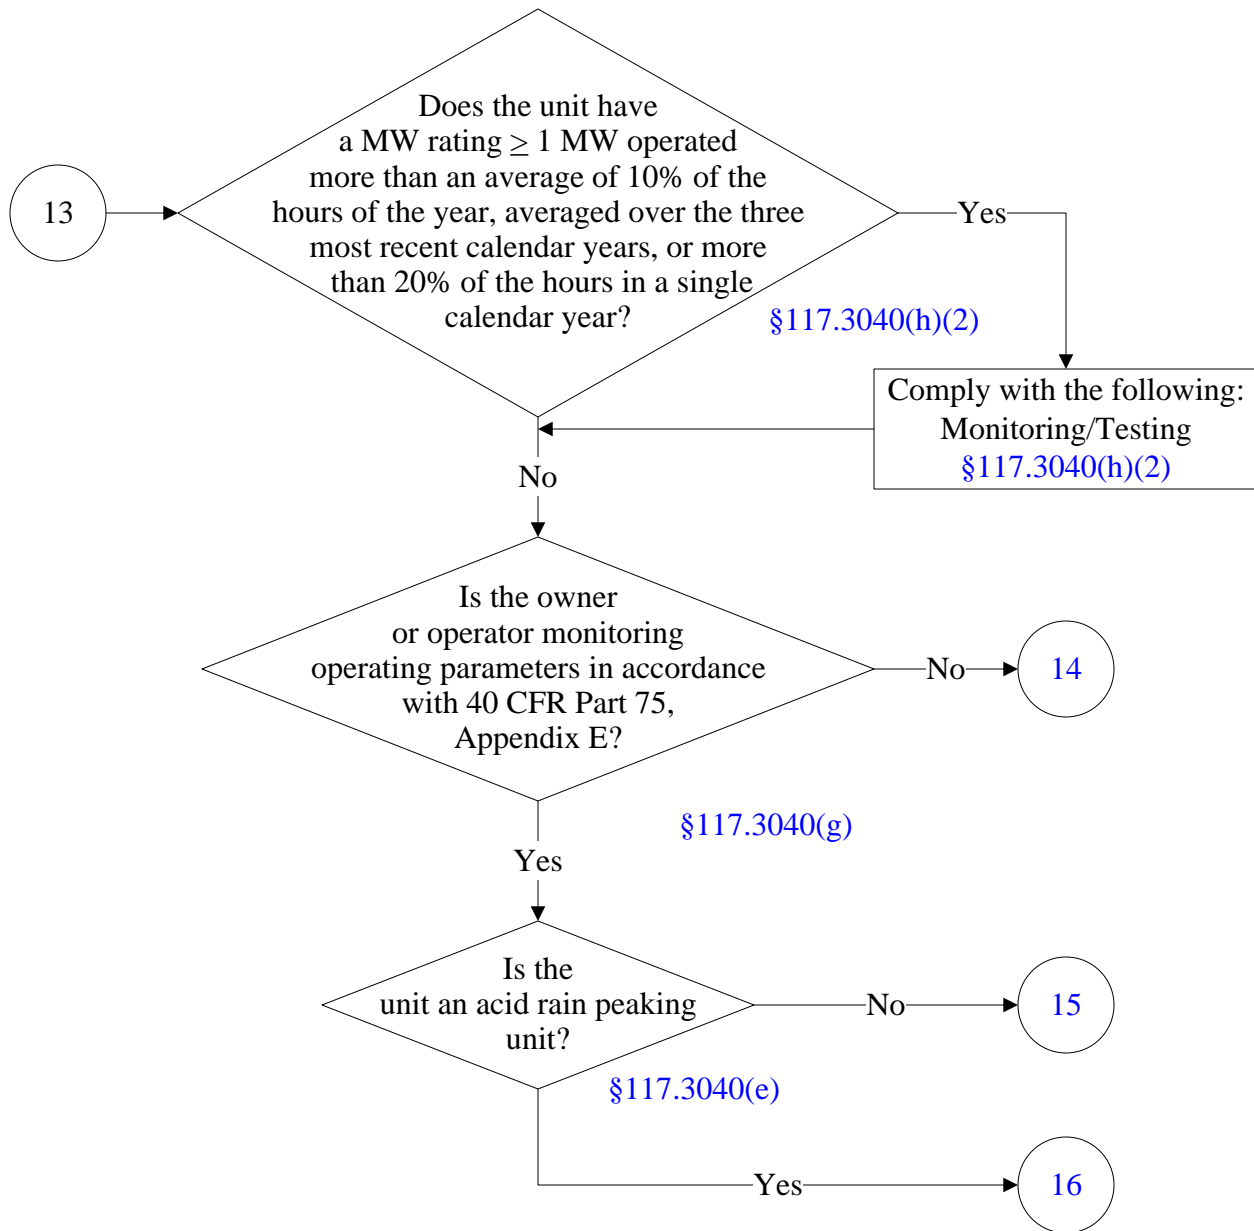 Does the unit have
a MW rating ≥ 1 MW operated
more than an average of 10% of the
hours of the year, averaged over the three
most recent calendar years, or more
than 20% of the hours in a single
calendar year?
13
Yes
§117.3040(h)(2)
Comply with the following:
Monitoring/Testing
§117.3040(h)(2)
No
Is the owner
or operator monitoring
operating parameters in accordance
with 40 CFR Part 75,
Appendix E?
No
14
§117.3040(g)
Yes
Is the
unit an acid rain peaking
unit?
No
15
§117.3040(e)
Yes
16